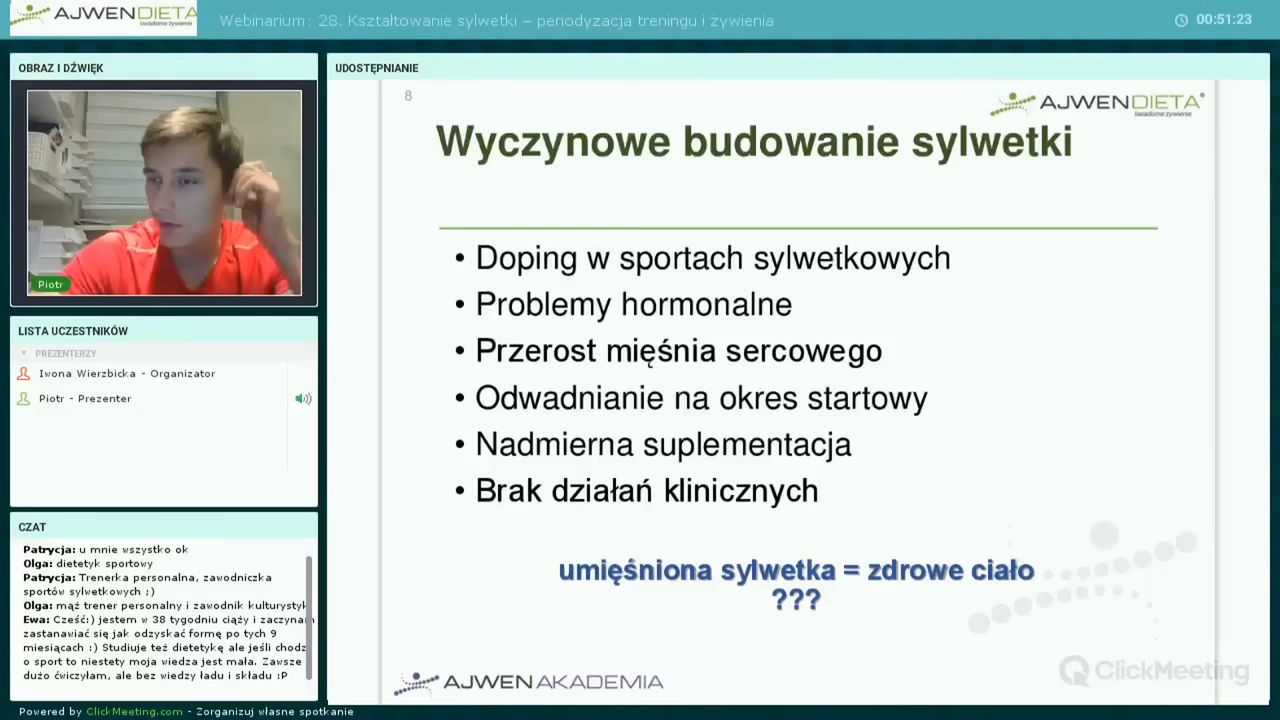 AJWENDIETA
świadome żywienie
Webinarium: 28. Kształtowanie sylwetki – periodyzacja treningu i żywienia
00:51:23
OBRAZ I DŹWIĘK
Piotr
LISTA UCZESTNIKÓW
PREZENTERZY
Iwona Wierzbicka - Organizator
Piotr - Prezenter
CZAT
Patrycja: u mnie wszystko ok
Olga: dietetyk sportowy
Patrycja: Trenerka personalna, zawodniczka
sportów sylwetkowych ;)
Olga: mąż trener personalny i zawodnik kulturystyk
Ewa: Cześć:) jestem w 38 tygodniu ciąży i zaczynam
zastanawiać się jak odzyskać formę po tych 9
miesiącach :) Studiuje też dietetykę ale jeśli chodz
o sport to niestety moja wiedza jest mała. Zawsze
dużo ćwiczyłam, ale bez wiedzy ładu i składu :P
UDOSTĘPNIANIE
8
AJWENDIETA
świadome żywienie
Wyczynowe budowanie sylwetki
• Doping w sportach sylwetkowych
• Problemy hormonalne
• Przerost mięśnia sercowego
• Odwadnianie na okres startowy
• Nadmierna suplementacja
• Brak działań klinicznych
umięśniona sylwetka = zdrowe ciało
???
AJWEN AKADEMIA
ClickMeeting
Powered by ClickMeeting.com - Zorganizuj własne spotkanie